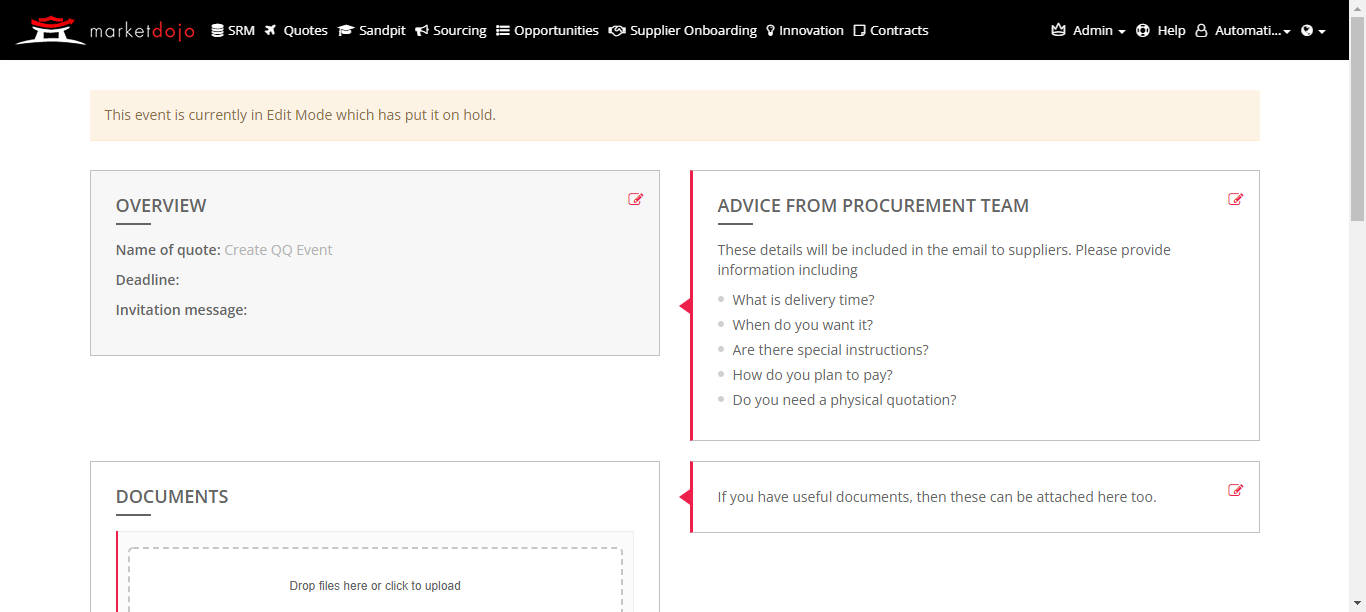 marketdojo SRM Quotes Sandpit Sourcing Opportunities Supplier Onboarding Innovation Contracts Admin Help Automati...
This event is currently in Edit Mode which has put it on hold.
OVERVIEW
Name of quote: Create QQ Event
Deadline:
Invitation message:
ADVICE FROM PROCUREMENT TEAM
These details will be included in the email to suppliers. Please provide
information including
What is delivery time?
When do you want it?
Are there special instructions?
How do you plan to pay?
Do you need a physical quotation?
DOCUMENTS
Drop files here or click to upload
If you have useful documents, then these can be attached here too.